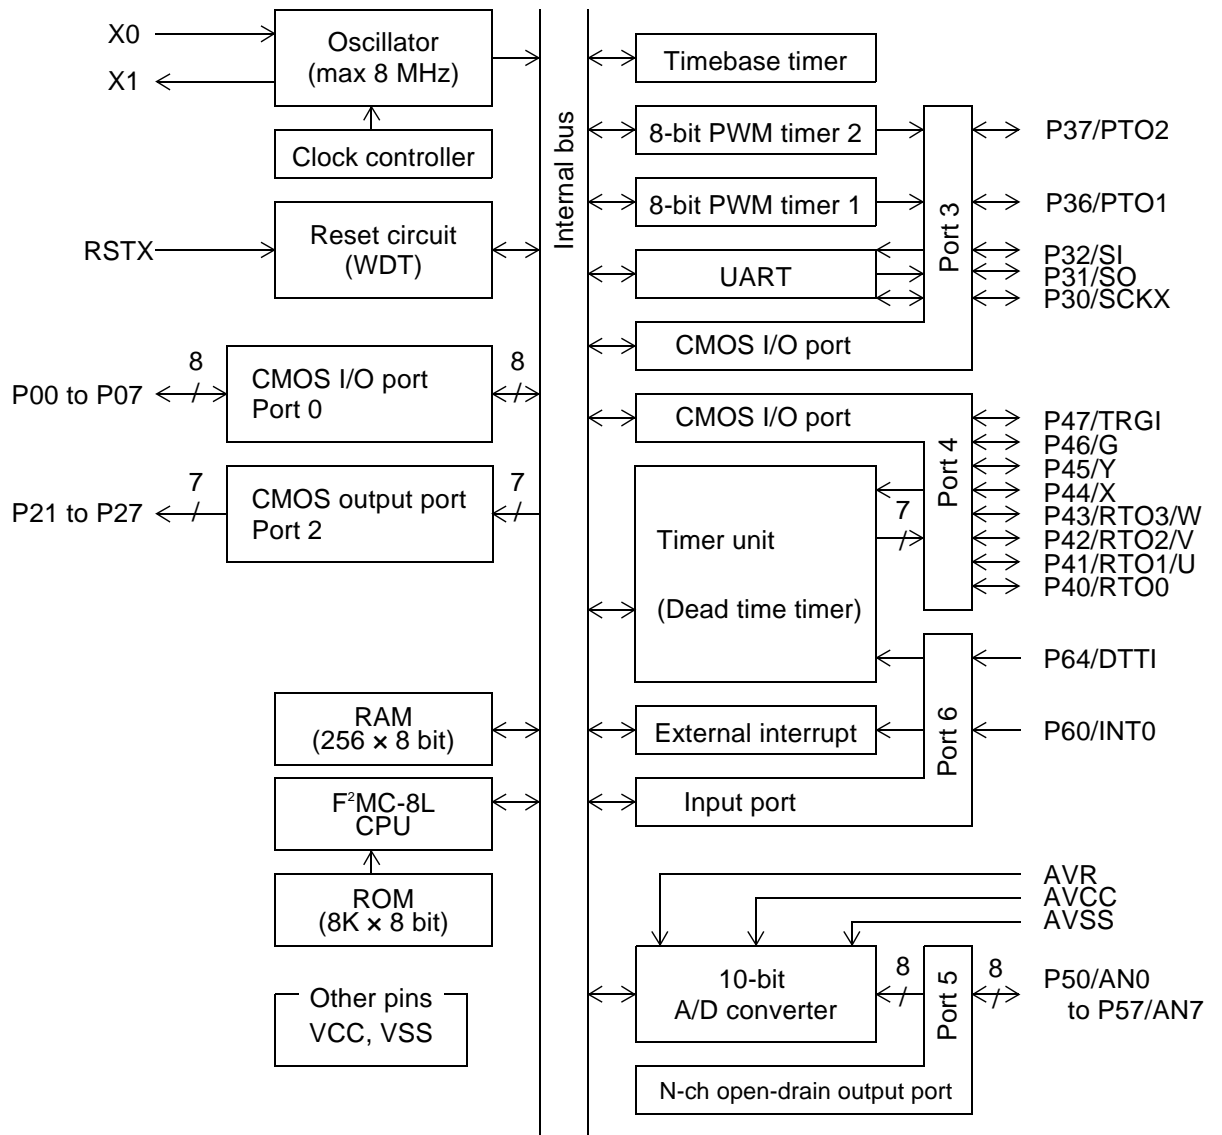 X0
X1
Oscillator
(max 8 MHz)
Clock controller
RSTX
Reset circuit
(WDT)
8
8
P00 to P07
CMOS I/O port
Port 0
7
7
P21 to P27
CMOS output port
Port 2
RAM
(256 × 8 bit)
F²MC-8L
CPU
ROM
(8K × 8 bit)
Other pins
VCC, VSS
Internal bus
Timebase timer
8-bit PWM timer 2
8-bit PWM timer 1
UART
CMOS I/O port
Port 3
P37/PTO2
P36/PTO1
P32/SI
P31/SO
P30/SCKX
CMOS I/O port
Port 4
Timer unit
(Dead time timer)
7
P47/TRGI
P46/G
P45/Y
P44/X
P43/RTO3/W
P42/RTO2/V
P41/RTO1/U
P40/RTO0
External interrupt
Input port
Port 6
P64/DTTI
P60/INT0
AVR
AVCC
AVSS
10-bit
A/D converter
8
Port 5
8
P50/AN0
to P57/AN7
N-ch open-drain output port